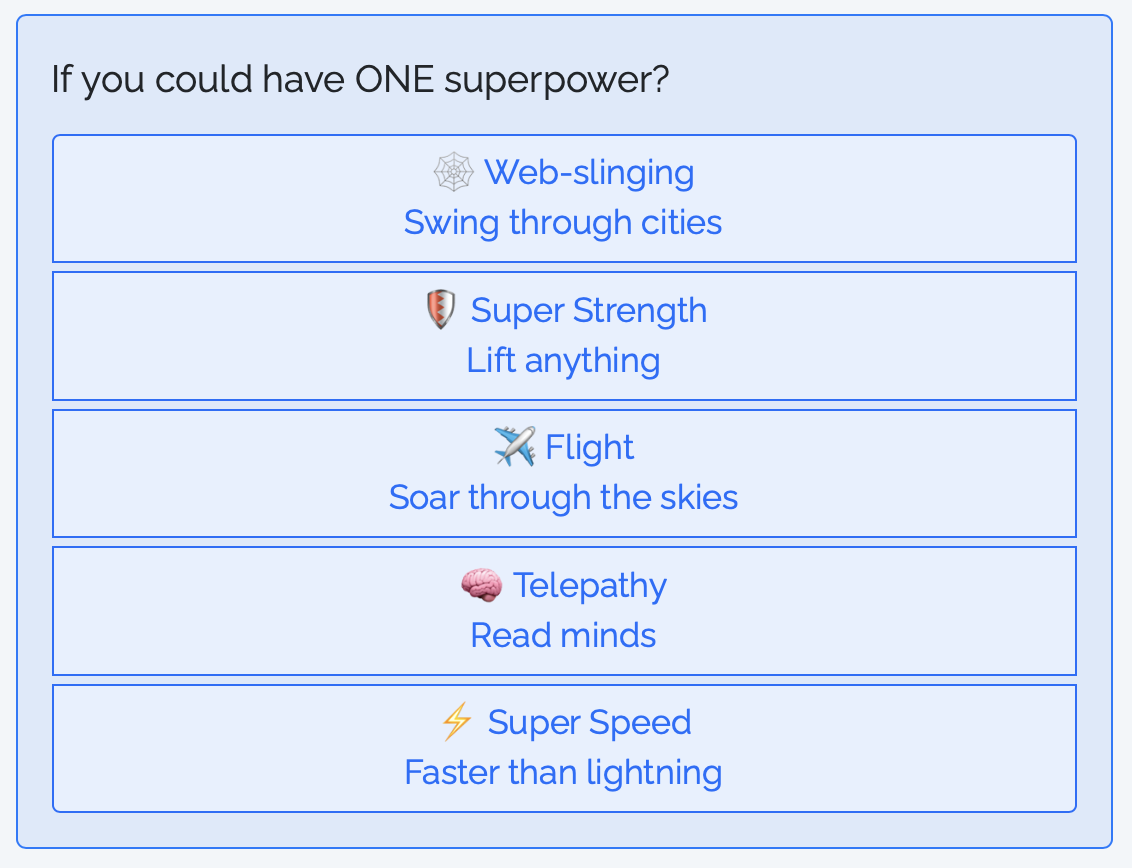 If you could have ONE superpower?
🕸️ Web-slinging
Swing through cities
🛡️ Super Strength
Lift anything
✈️ Flight
Soar through the skies
🧠 Telepathy
Read minds
⚡ Super Speed
Faster than lightning